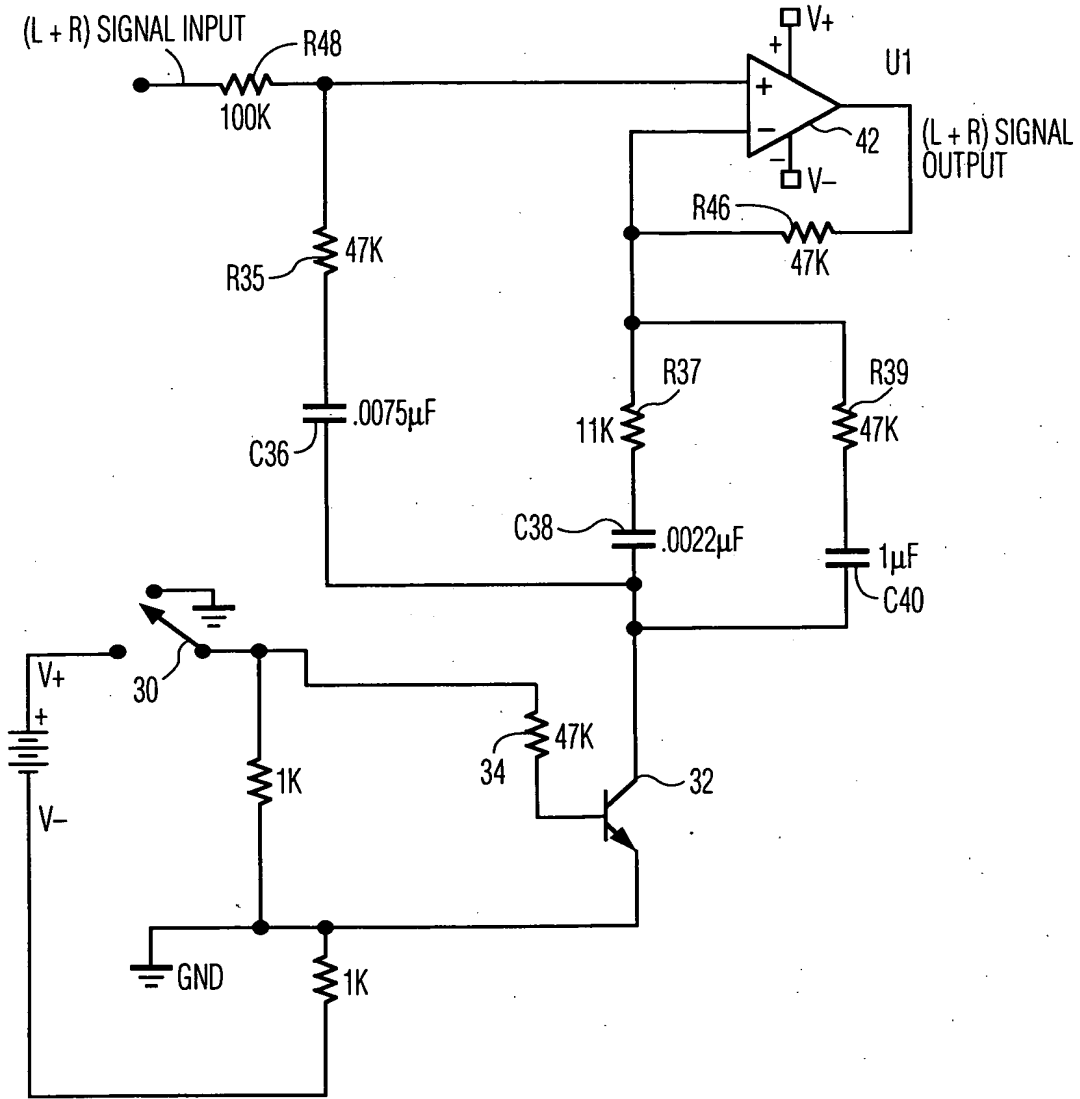 (L + R) SIGNAL INPUT
R48
100K
V+
+
U1
+
−
42
−
V−
(L + R) SIGNAL
OUTPUT
R46
47K
47K
R35
R37
R39
11K
47K
.0075µF
C36
C38
.0022µF
1µF
C40
V+
30
+
34
47K
32
1K
V−
GND
1K